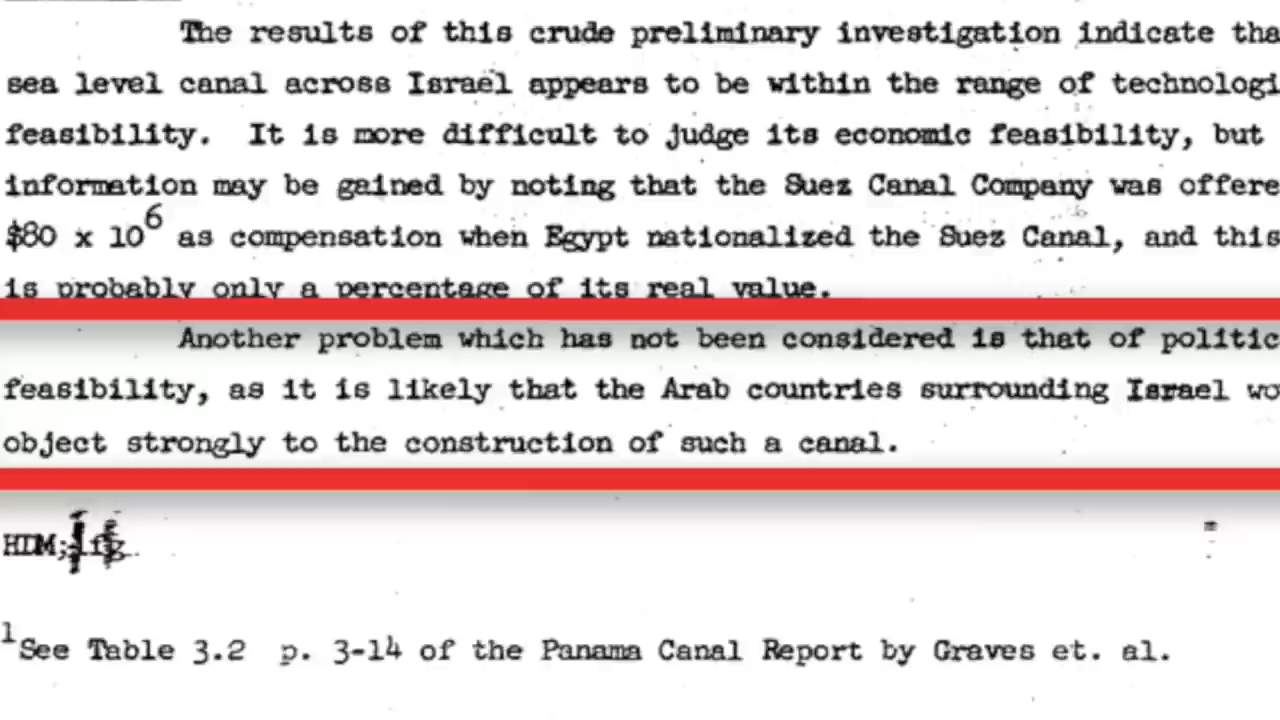 The results of this crude preliminary investigation indicate tha
sea level canal across Israel appears to be within the range of technologi
feasibility. It is more difficult to judge its economic feasibility, but
information may be gained by noting that the Suez Canal Company was offere
$80 x 10⁶ as compensation when Egypt nationalized the Suez Canal, and this
is probably only a percentage of its real value.
Another problem which has not been considered is that of politic
feasibility, as it is likely that the Arab countries surrounding Israel wo
object strongly to the construction of such a canal.
HDM;
¹See Table 3.2 p. 3-14 of the Panama Canal Report by Graves et. al.